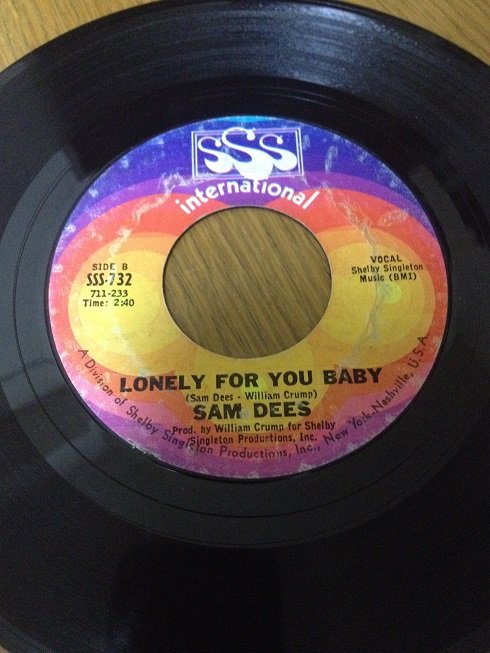 SSS
international
SIDE B
SSS-732
711-233
Time: 2:40
VOCAL
Shelby Singleton
Music (BMI)
LONELY FOR YOU BABY
(Sam Dees - William Crump)
SAM DEES
Prod. by William Crump for Shelby
Singleton Productions, Inc.
A Division of Shelby Singleton Productions, Inc., New York, Nashville, U.S.A.